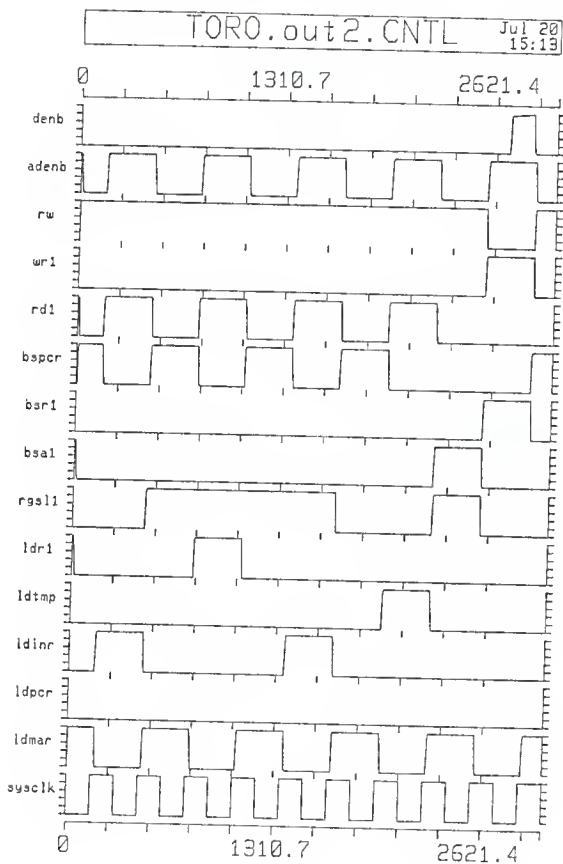 TORO.out2.CNTL
Jul 20
15:13
0 1310.7 2621.4
denb
adenb
rw
wr1
rd1
bspcr
bsr1
bsa1
rgsl1
ldr1
ldtmp
ldinr
ldpcr
ldmar
sysclk
0 1310.7 2621.4